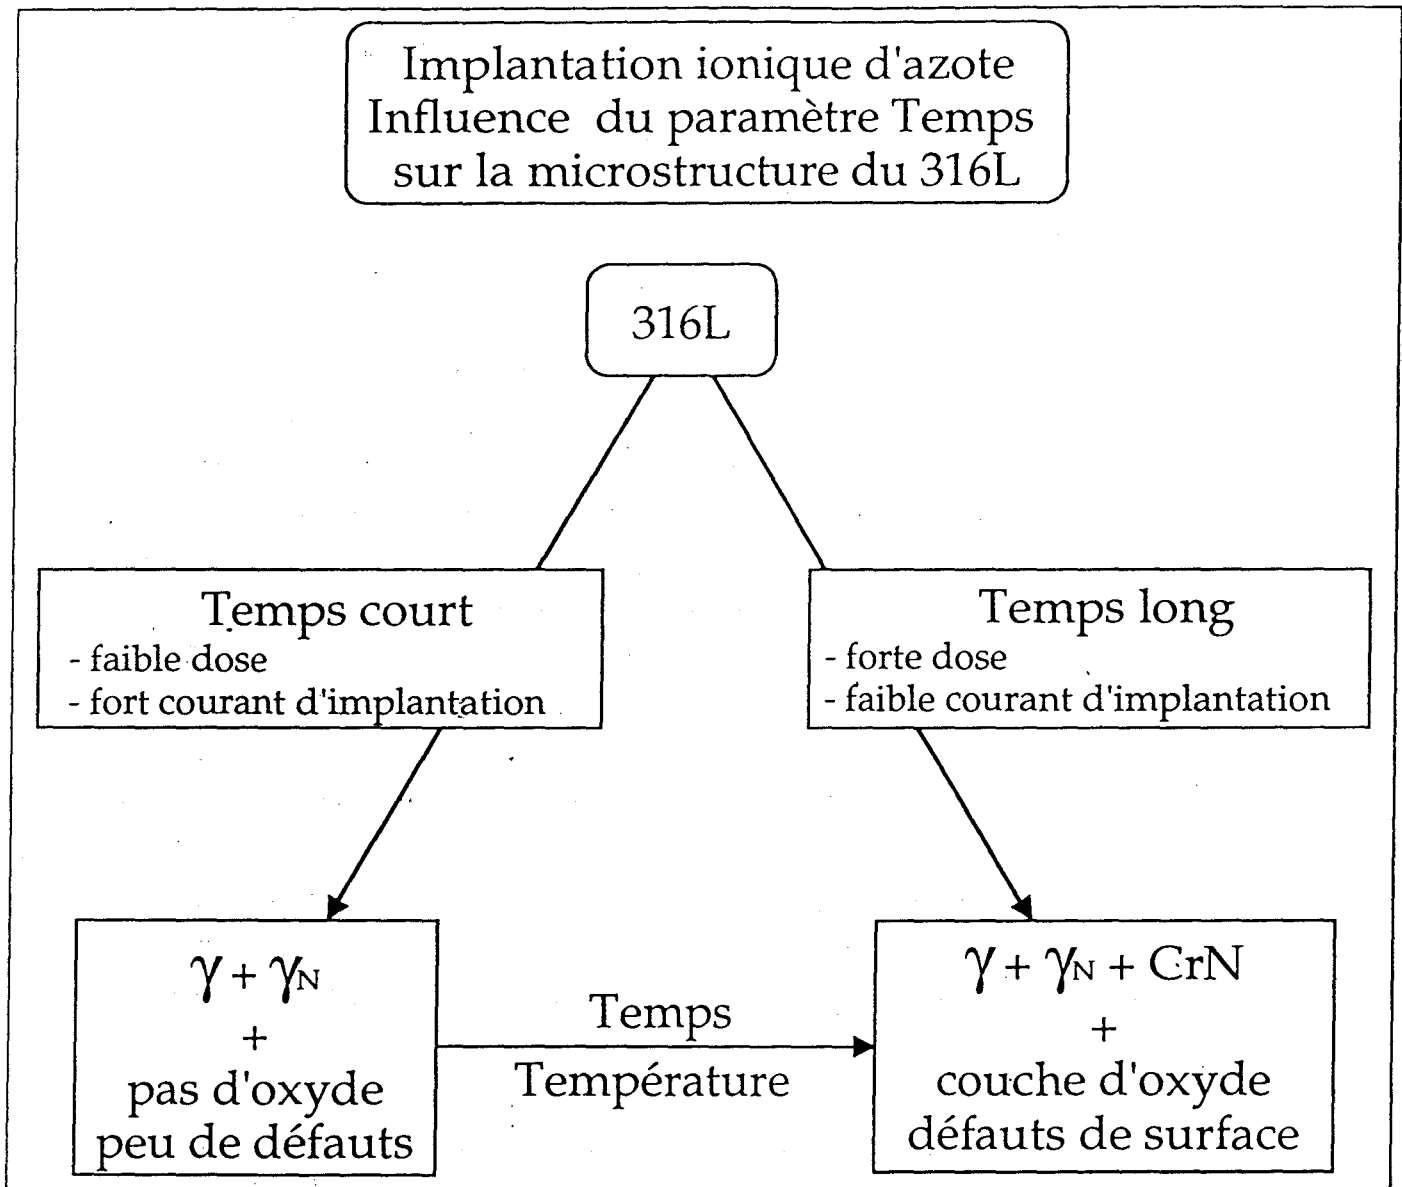 Implantation ionique d'azote
Influence du paramètre Temps
sur la microstructure du 316L
316L
Temps court
- faible dose
- fort courant d'implantation
Temps long
- forte dose
- faible courant d'implantation
γ + γN
+
pas d'oxyde
peu de défauts
Temps
Température
γ + γN + CrN
+
couche d'oxyde
défauts de surface